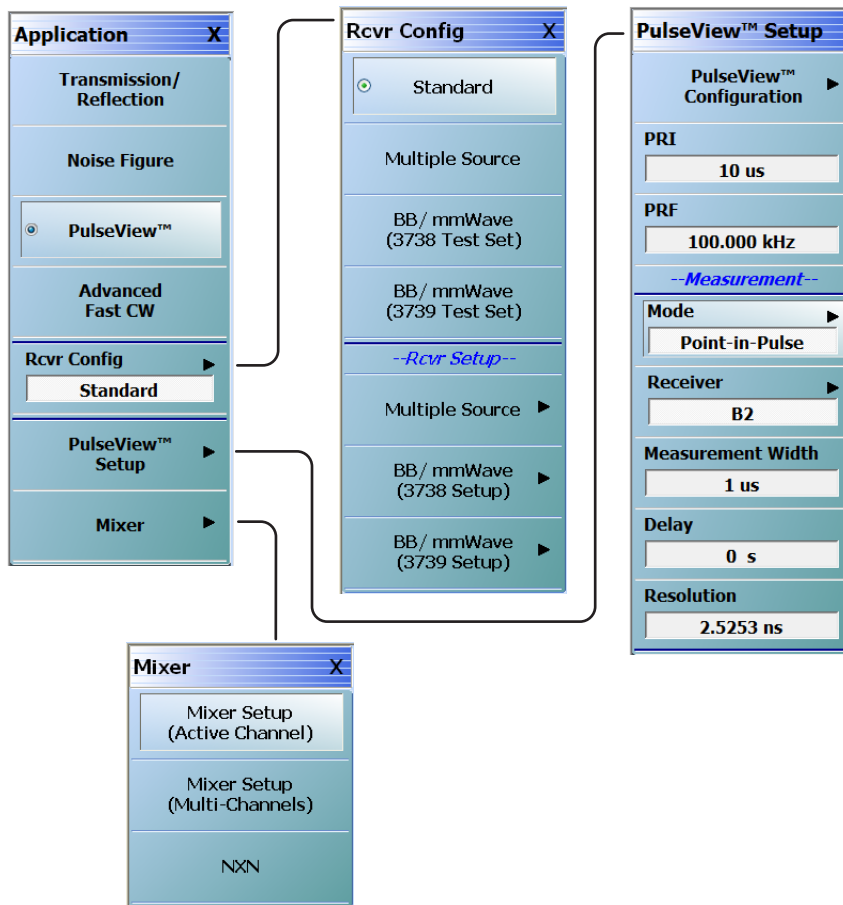 Application X
Transmission/
Reflection
Noise Figure
PulseView™
Advanced
Fast CW
Rcvr Config
Standard
PulseView™
Setup
Mixer
Rcvr Config X
Standard
Multiple Source
BB/mmWave
(3738 Test Set)
BB/mmWave
(3739 Test Set)
--Rcvr Setup--
Multiple Source
BB/mmWave
(3738 Setup)
BB/mmWave
(3739 Setup)
PulseView™ Setup
PulseView™
Configuration
PRI
10 us
PRF
100.000 kHz
--Measurement--
Mode
Point-in-Pulse
Receiver
B2
Measurement Width
1 us
Delay
0 s
Resolution
2.5253 ns
Mixer X
Mixer Setup
(Active Channel)
Mixer Setup
(Multi-Channels)
NXN